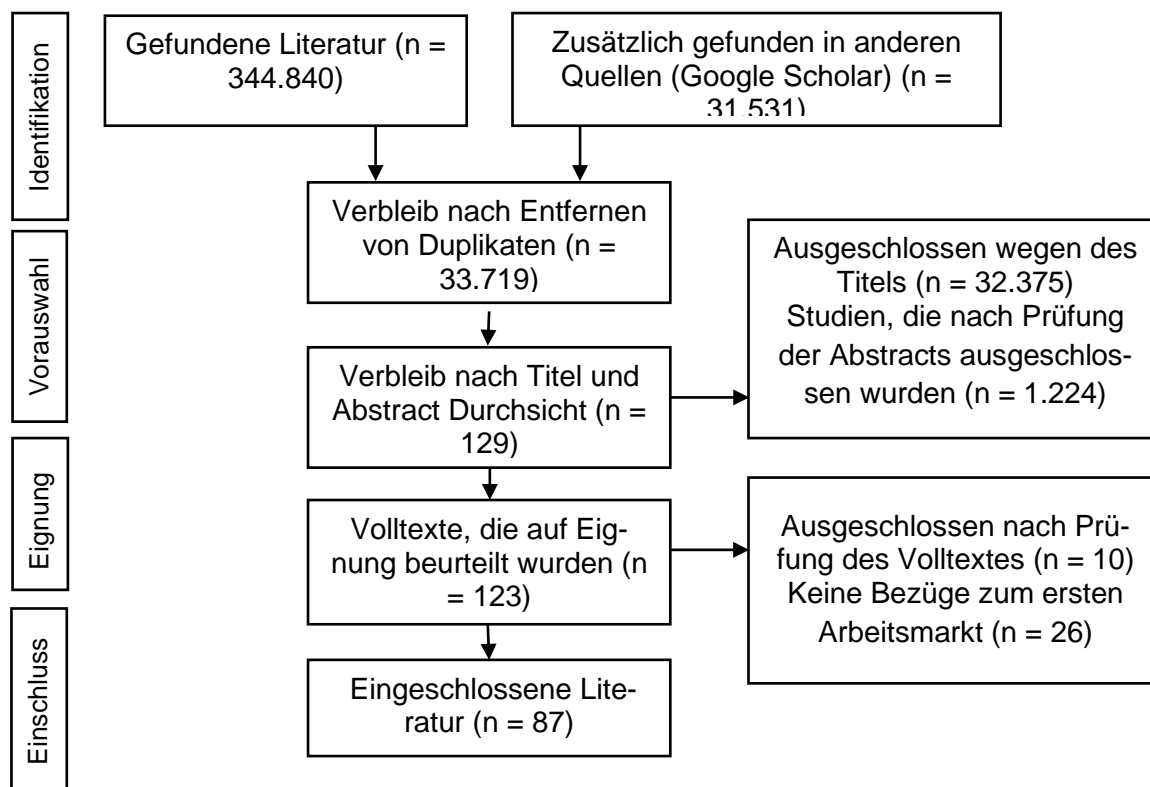 Identifikation
Gefundene Literatur (n =
344.840)
Zusätzlich gefunden in anderen
Quellen (Google Scholar) (n =
31.531)
Verbleib nach Entfernen
von Duplikaten (n =
33.719)
Vorauswahl
Ausgeschlossen wegen des
Titels (n = 32.375)
Studien, die nach Prüfung
der Abstracts ausgeschlos-
sen wurden (n = 1.224)
Verbleib nach Titel und
Abstract Durchsicht (n =
129)
Eignung
Volltexte, die auf Eig-
nung beurteilt wurden (n
= 123)
Ausgeschlossen nach Prü-
fung des Volltextes (n = 10)
Keine Bezüge zum ersten
Arbeitsmarkt (n = 26)
Einschluss
Eingeschlossene Lite-
ratur (n = 87)